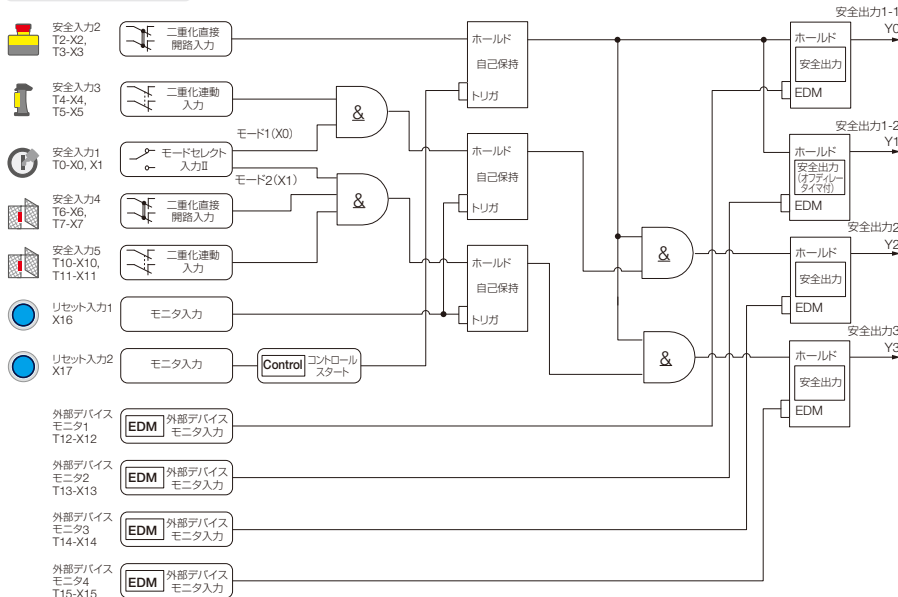 安全入力2
T2-X2,
T3-X3
二重化直接
開路入力
安全入力3
T4-X4,
T5-X5
二重化連動
入力
安全入力1
T0-X0, X1
モードセレクト
入力II
モード1(X0)
モード2(X1)
安全入力4
T6-X6,
T7-X7
二重化直接
開路入力
安全入力5
T10-X10,
T11-X11
二重化連動
入力
リセット入力1
X16
モニタ入力
リセット入力2
X17
モニタ入力
Control
コントロール
スタート
外部デバイス
モニタ1
T12-X12
EDM
外部デバイス
モニタ入力
外部デバイス
モニタ2
T13-X13
EDM
外部デバイス
モニタ入力
外部デバイス
モニタ3
T14-X14
EDM
外部デバイス
モニタ入力
外部デバイス
モニタ4
T15-X15
EDM
外部デバイス
モニタ入力
&
&
ホールド
自己保持
トリガ
ホールド
自己保持
トリガ
ホールド
自己保持
トリガ
&
&
安全出力1-1
Y0
ホールド
安全出力
EDM
安全出力1-2
Y1
ホールド
安全出力
(オフディレー
タイマ付)
EDM
安全出力2
Y2
ホールド
安全出力
EDM
安全出力3
Y3
ホールド
安全出力
EDM